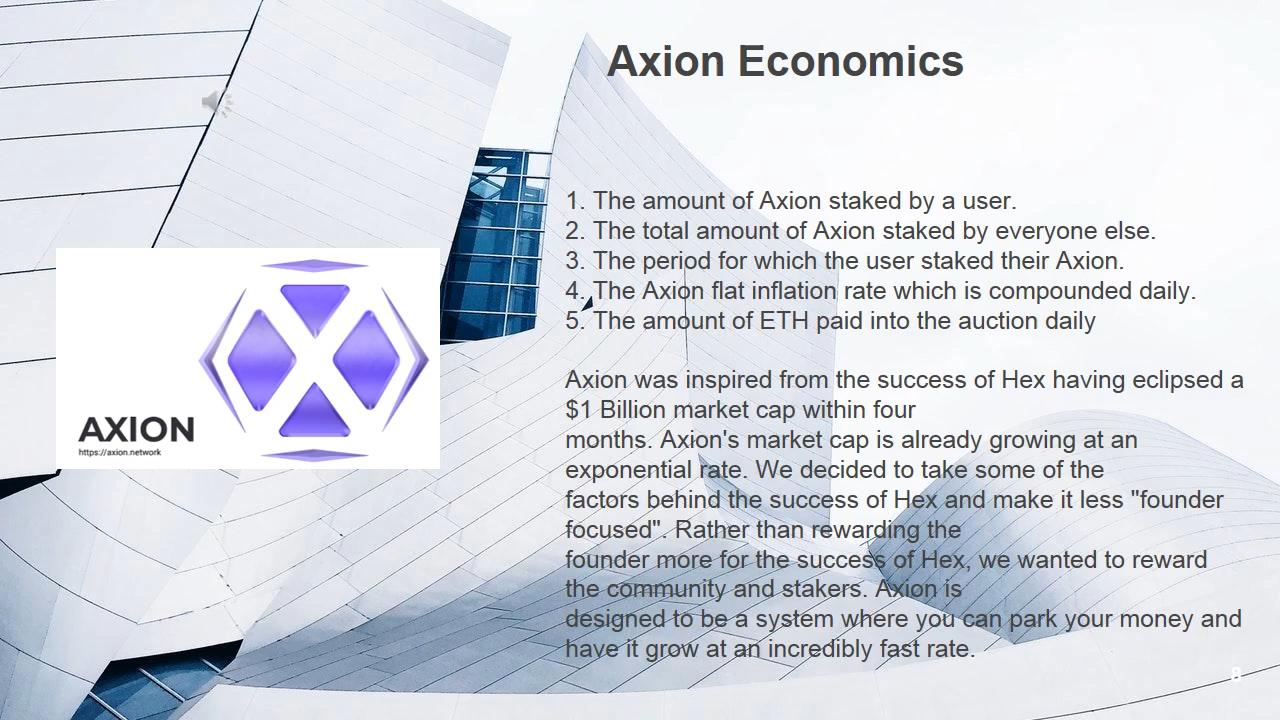 Axion Economics
1. The amount of Axion staked by a user.
2. The total amount of Axion staked by everyone else.
3. The period for which the user staked their Axion.
4. The Axion flat inflation rate which is compounded daily.
5. The amount of ETH paid into the auction daily
Axion was inspired from the success of Hex having eclipsed a
$1 Billion market cap within four
months. Axion's market cap is already growing at an
exponential rate. We decided to take some of the
factors behind the success of Hex and make it less "founder
focused". Rather than rewarding the
founder more for the success of Hex, we wanted to reward
the community and stakers. Axion is
designed to be a system where you can park your money and
have it grow at an incredibly fast rate.
AXION
https://axion.network
8